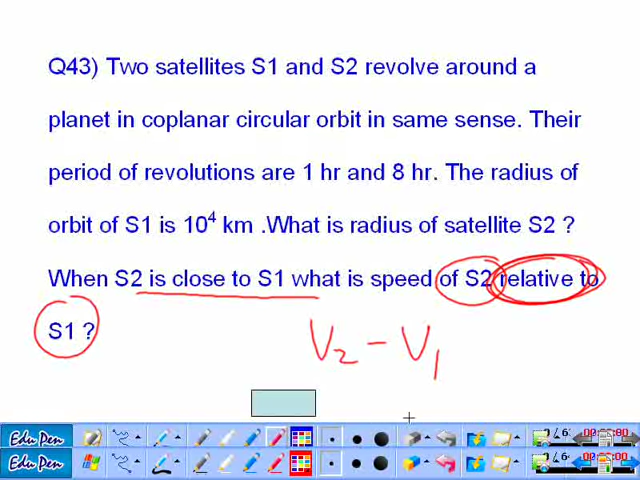 Q43) Two satellites S1 and S2 revolve around a
planet in coplanar circular orbit in same sense. Their
period of revolutions are 1 hr and 8 hr. The radius of
orbit of S1 is 10⁴ km .What is radius of satellite S2 ?
When S2 is close to S1 what is speed of S2 relative to
S1 ?
V₂ − V₁
Edu Pen
Edu Pen